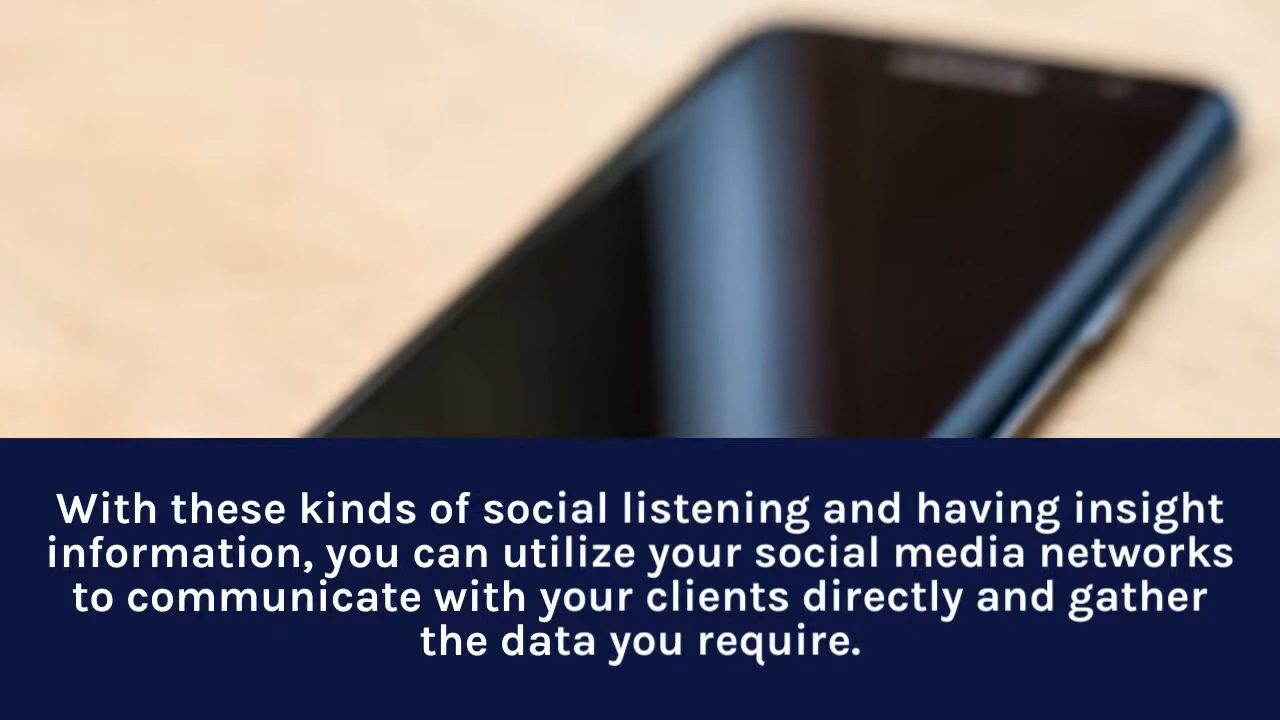 With these kinds of social listening and having insight
information, you can utilize your social media networks
to communicate with your clients directly and gather
the data you require.